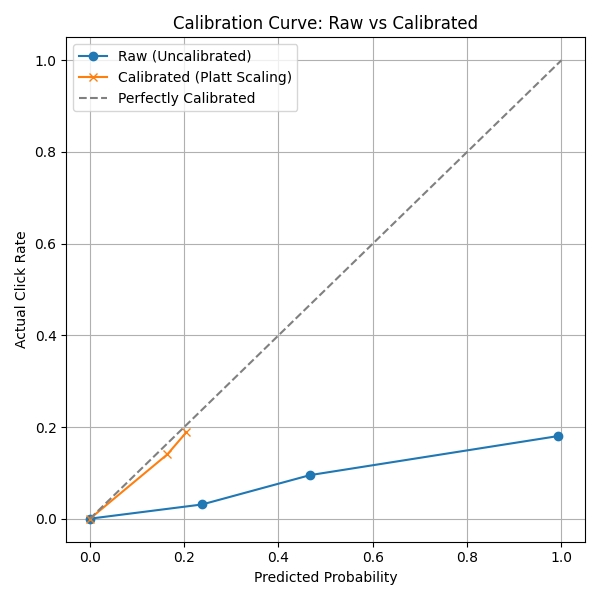 Calibration Curve: Raw vs Calibrated
Raw (Uncalibrated)
Calibrated (Platt Scaling)
Perfectly Calibrated
1.0
0.8
0.6
0.4
0.2
0.0
Actual Click Rate
0.0 0.2 0.4 0.6 0.8 1.0
Predicted Probability